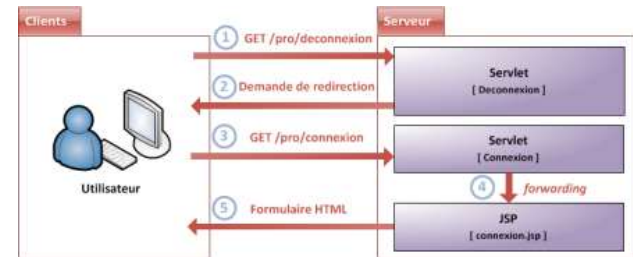 Clients
Serveur
1 GET /pro/deconnexion
Servlet
[ Deconnexion ]
2 Demande de redirection
3 GET /pro/connexion
Servlet
[ Connexion ]
Utilisateur
4 forwarding
5 Formulaire HTML
JSP
[ connexion.jsp ]